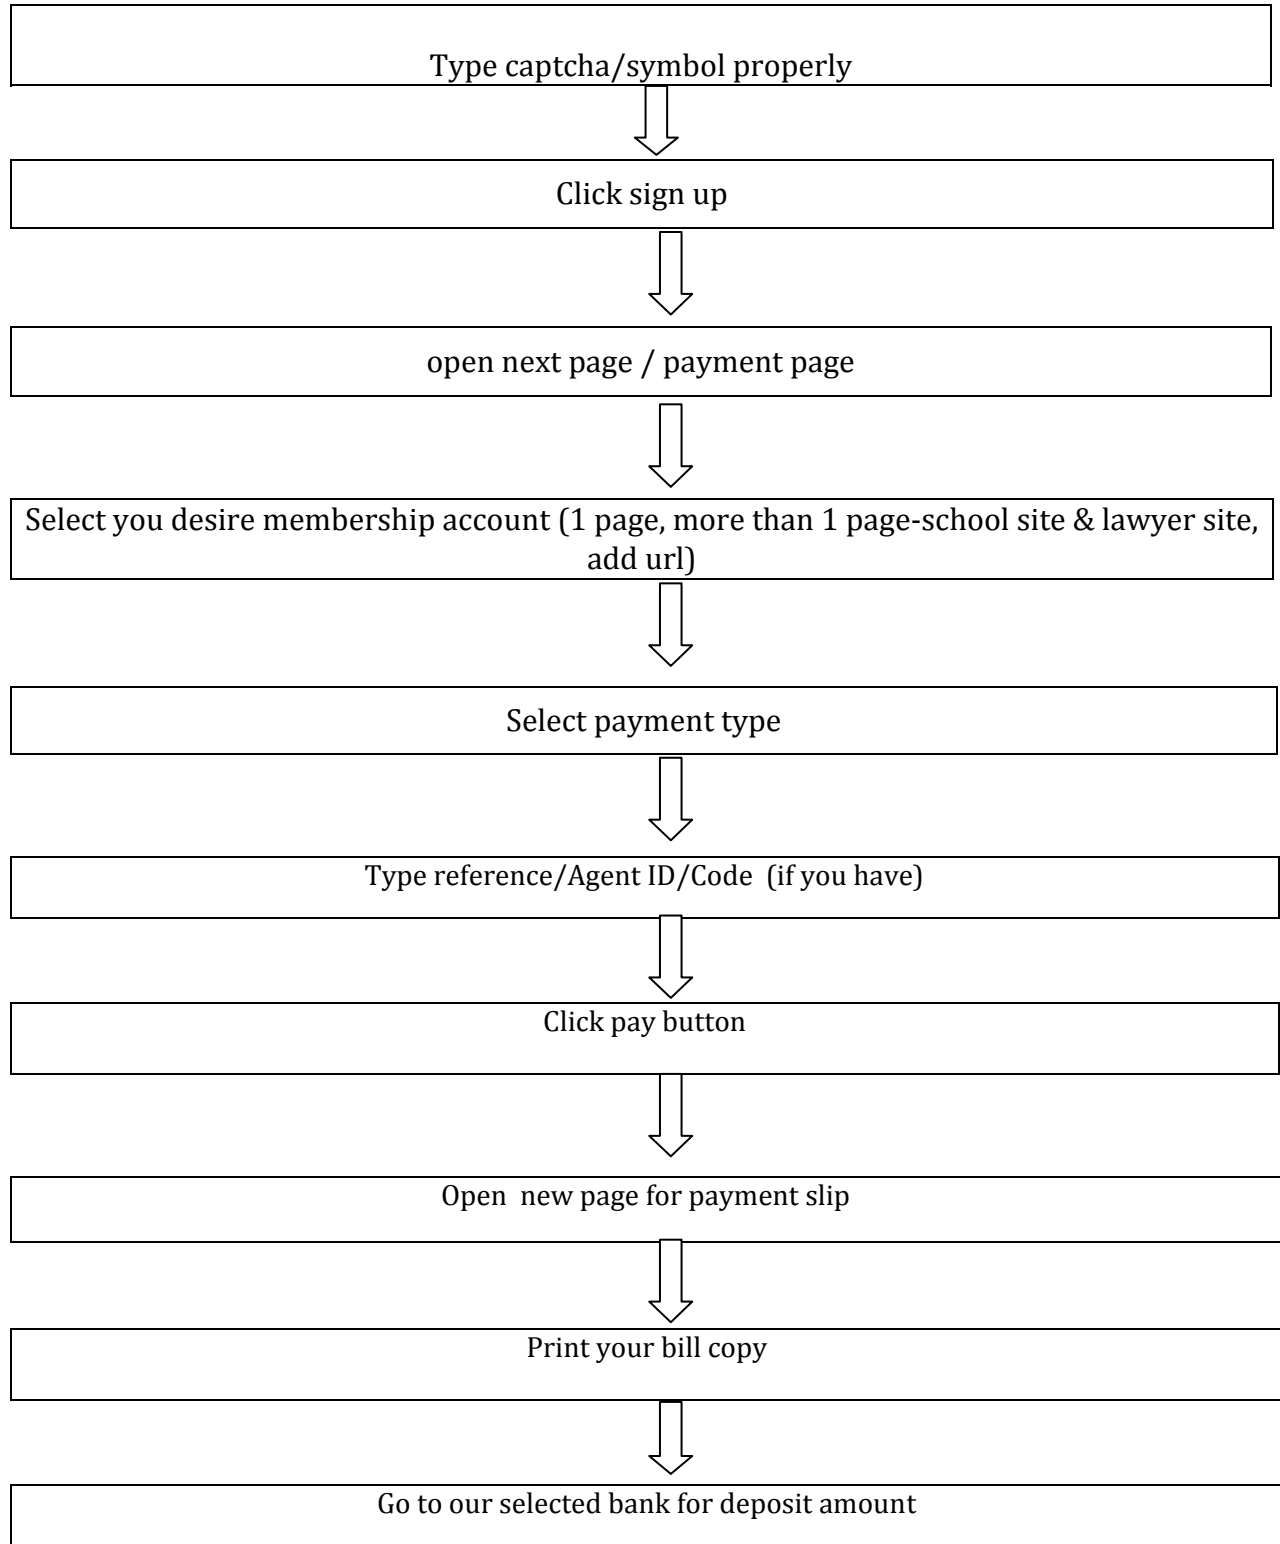 Type captcha/symbol properly
Click sign up
open next page / payment page
Select you desire membership account (1 page, more than 1 page-school site & lawyer site,
add url)
Select payment type
Type reference/Agent ID/Code  (if you have)
Click pay button
Open  new page for payment slip
Print your bill copy
Go to our selected bank for deposit amount